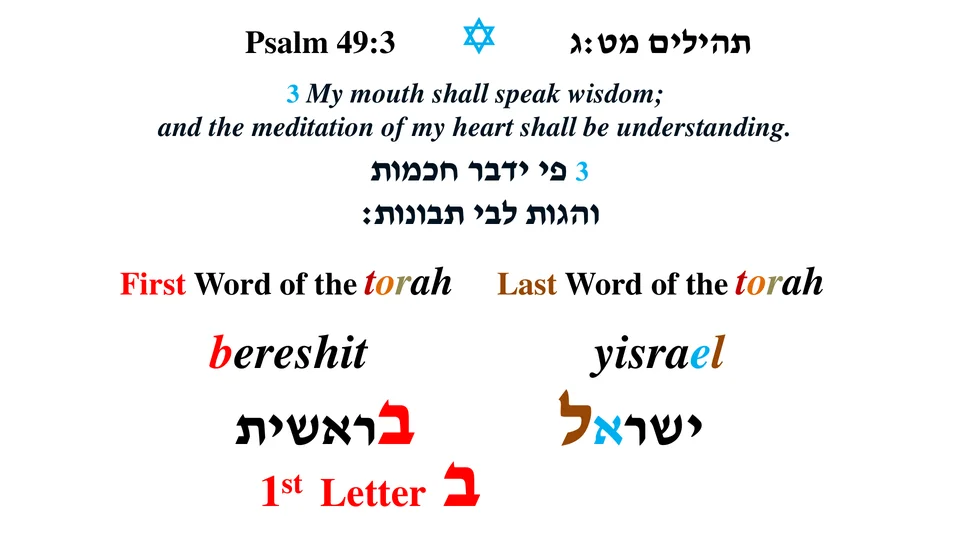 Psalm 49:3 ✡ תהילים מט:ג
3 My mouth shall speak wisdom;
and the meditation of my heart shall be understanding.
3 פי ידבר חכמות
והגות לבי תבונות:
First Word of the torah Last Word of the torah
bereshit yisrael
בראשית ישראל
1st Letter ב